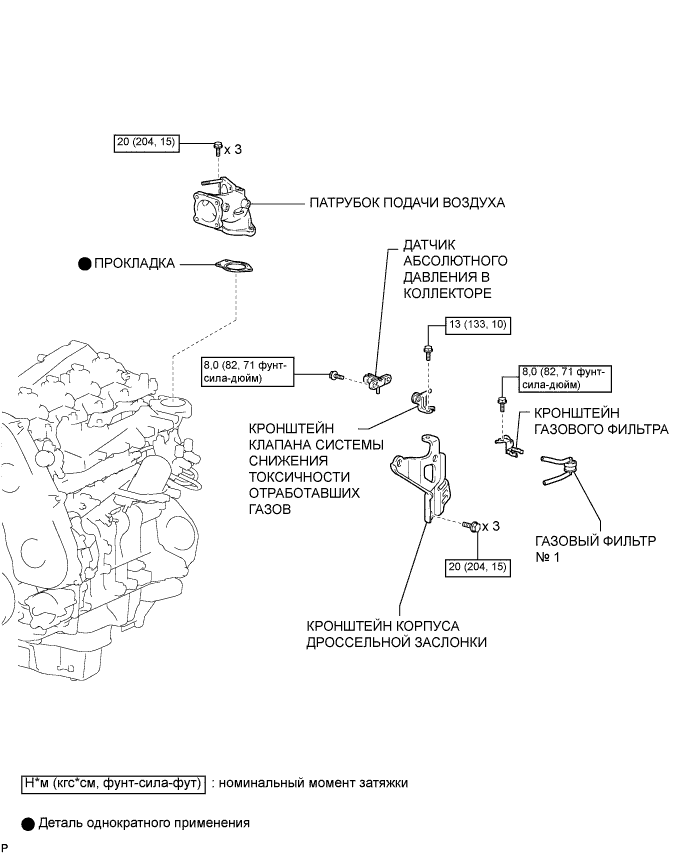 20 (204, 15)
x 3
ПАТРУБОК ПОДАЧИ ВОЗДУХА
ПРОКЛАДКА
ДАТЧИК
АБСОЛЮТНОГО
ДАВЛЕНИЯ В
КОЛЛЕКТОРЕ
13 (133, 10)
8,0 (82, 71 фунт-
сила-дюйм)
8,0 (82, 71 фунт-
сила-дюйм)
КРОНШТЕЙН
ГАЗОВОГО ФИЛЬТРА
КРОНШТЕЙН
КЛАПАНА СИСТЕМЫ
СНИЖЕНИЯ
ТОКСИЧНОСТИ
ОТРАБОТАВШИХ
ГАЗОВ
x 3
20 (204, 15)
ГАЗОВЫЙ ФИЛЬТР
№ 1
КРОНШТЕЙН КОРПУСА
ДРОССЕЛЬНОЙ ЗАСЛОНКИ
Н*м (кгс*см, фунт-сила-фут) : номинальный момент затяжки
Деталь однократного применения
P